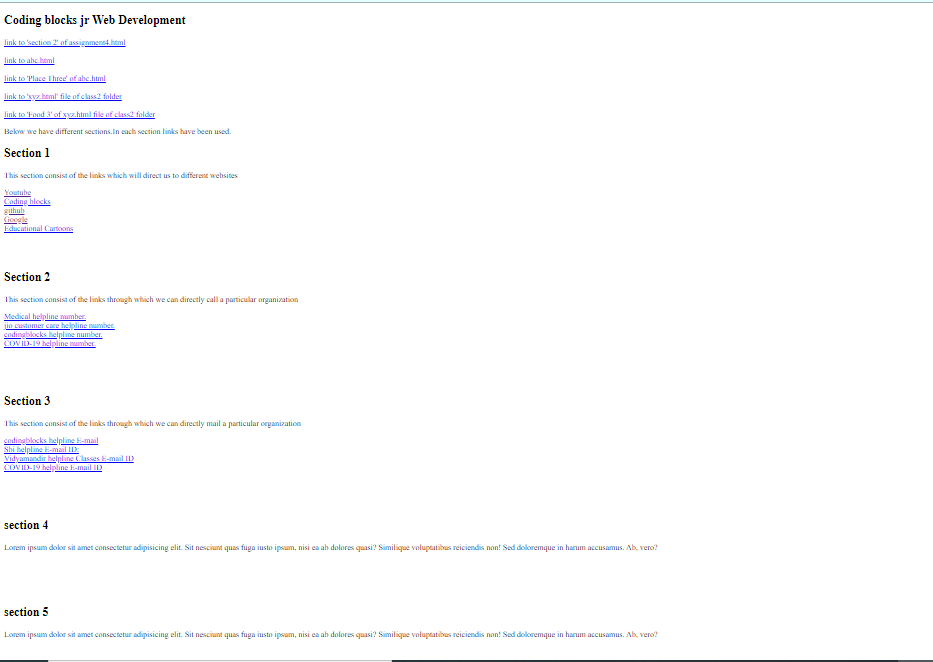 Coding blocks jr Web Development
link to 'section 2' of assignment4.html
link to abc.html
link to 'Place Three' of abc.html
link to 'xyz.html' file of class2 folder
link to 'Food 3' of xyz.html file of class2 folder
Below we have different sections.In each section links have been used.
Section 1
This section consist of the links which will direct us to different websites
Youtube
Coding blocks
github
Google
Educational Cartoons
Section 2
This section consist of the links through which we can directly call a particular organization
Medical helpline number.
jio customer care helpline number.
codingblocks helpline number.
COVID-19 helpline number.
Section 3
This section consist of the links through which we can directly mail a particular organization
codingblocks helpline E-mail
Sbi helpline E-mail ID:
Vidyamandir helpline Classes E-mail ID
COVID-19 helpline E-mail ID
section 4
Lorem ipsum dolor sit amet consectetur adipisicing elit. Sit nesciunt quas fuga iusto ipsum, nisi ea ab dolores quasi? Similique voluptatibus reiciendis non! Sed doloremque in harum accusamus. Ab, vero?
section 5
Lorem ipsum dolor sit amet consectetur adipisicing elit. Sit nesciunt quas fuga iusto ipsum, nisi ea ab dolores quasi? Similique voluptatibus reiciendis non! Sed doloremque in harum accusamus. Ab, vero?